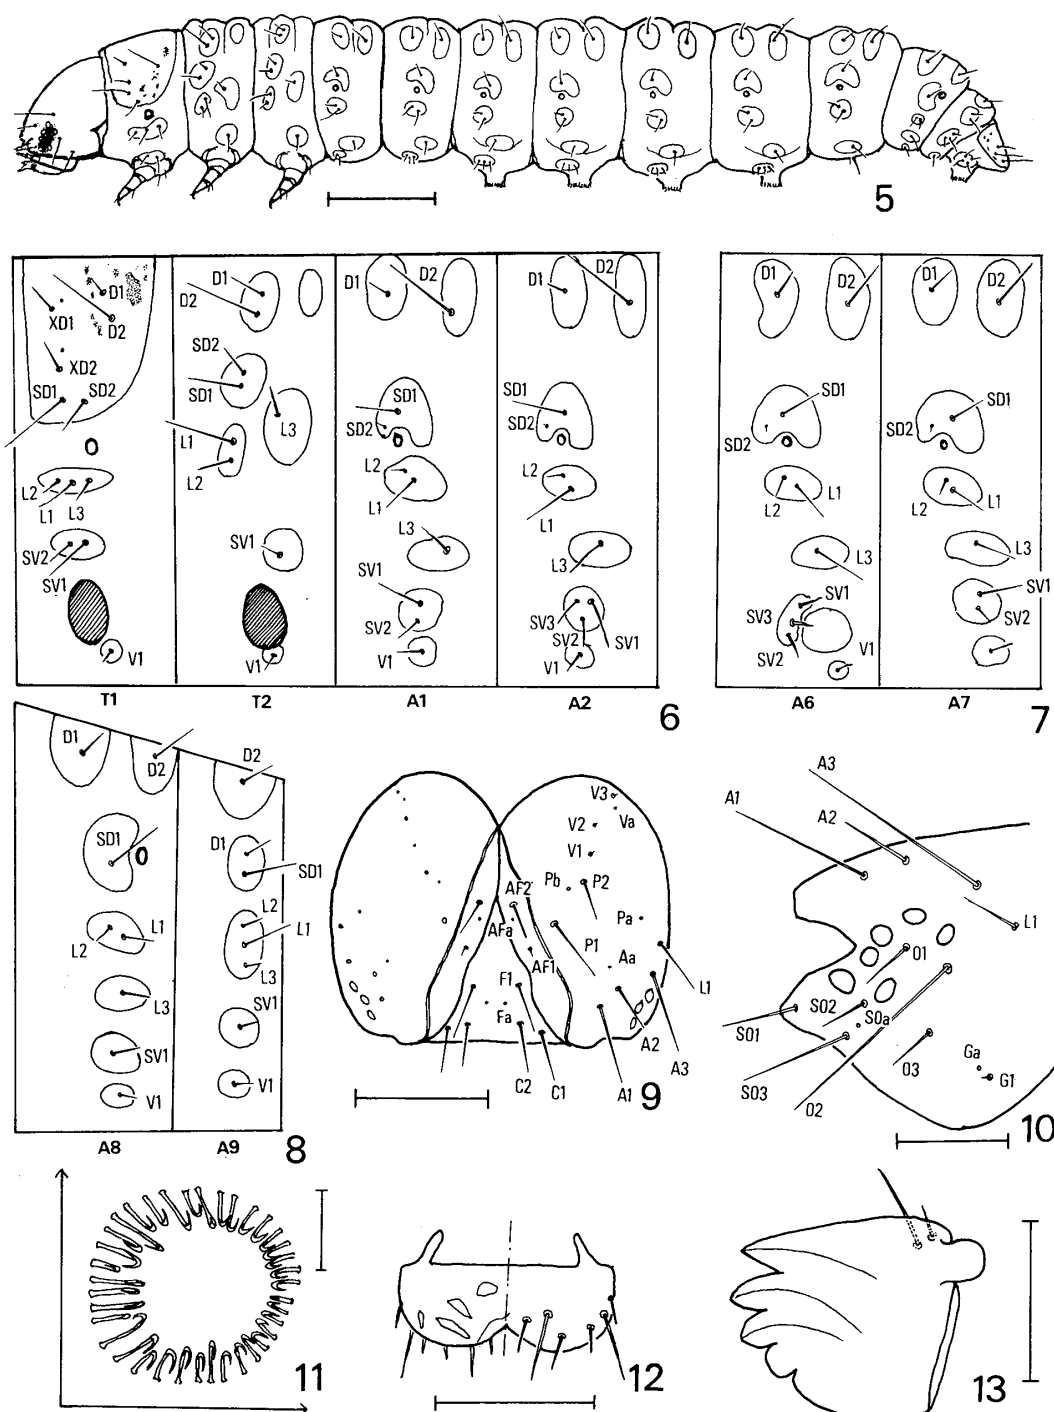 5
D1
D2
XD1
XD2
SD1
SD2
L2
L1
L3
SV2
SV1
D1
D2
SD2
SD1
L3
L1
L2
SV1
V1
V1
D1
D2
SD1
SD2
L2
L1
L3
SV1
SV2
V1
D2
D1
SD1
SD2
L2
L1
L3
SV3
SV2
SV1
V1
T1 T2 A1 A2
6
D1
D2
SD1
SD2
L1
L2
L3
SV1
SV3
SV2
V1
D1
D2
SD1
SD2
L1
L2
L3
SV1
SV2
A6 A7
7
D1
D2
SD1
L1
L2
L3
SV1
V1
D2
D1
SD1
L2
L1
L3
SV1
V1
A8 A9
8
V3
Va
V2
V1
Pb P2
AF2
Pa
AFa
P1
Aa
AF1
L1
F1
Fa
A2
A3
C2 C1 A1
9
A3
A1
A2
L1
O1
SO2
SOa
SO1
SO3
O2
O3
Ga
G1
10
11
12
13